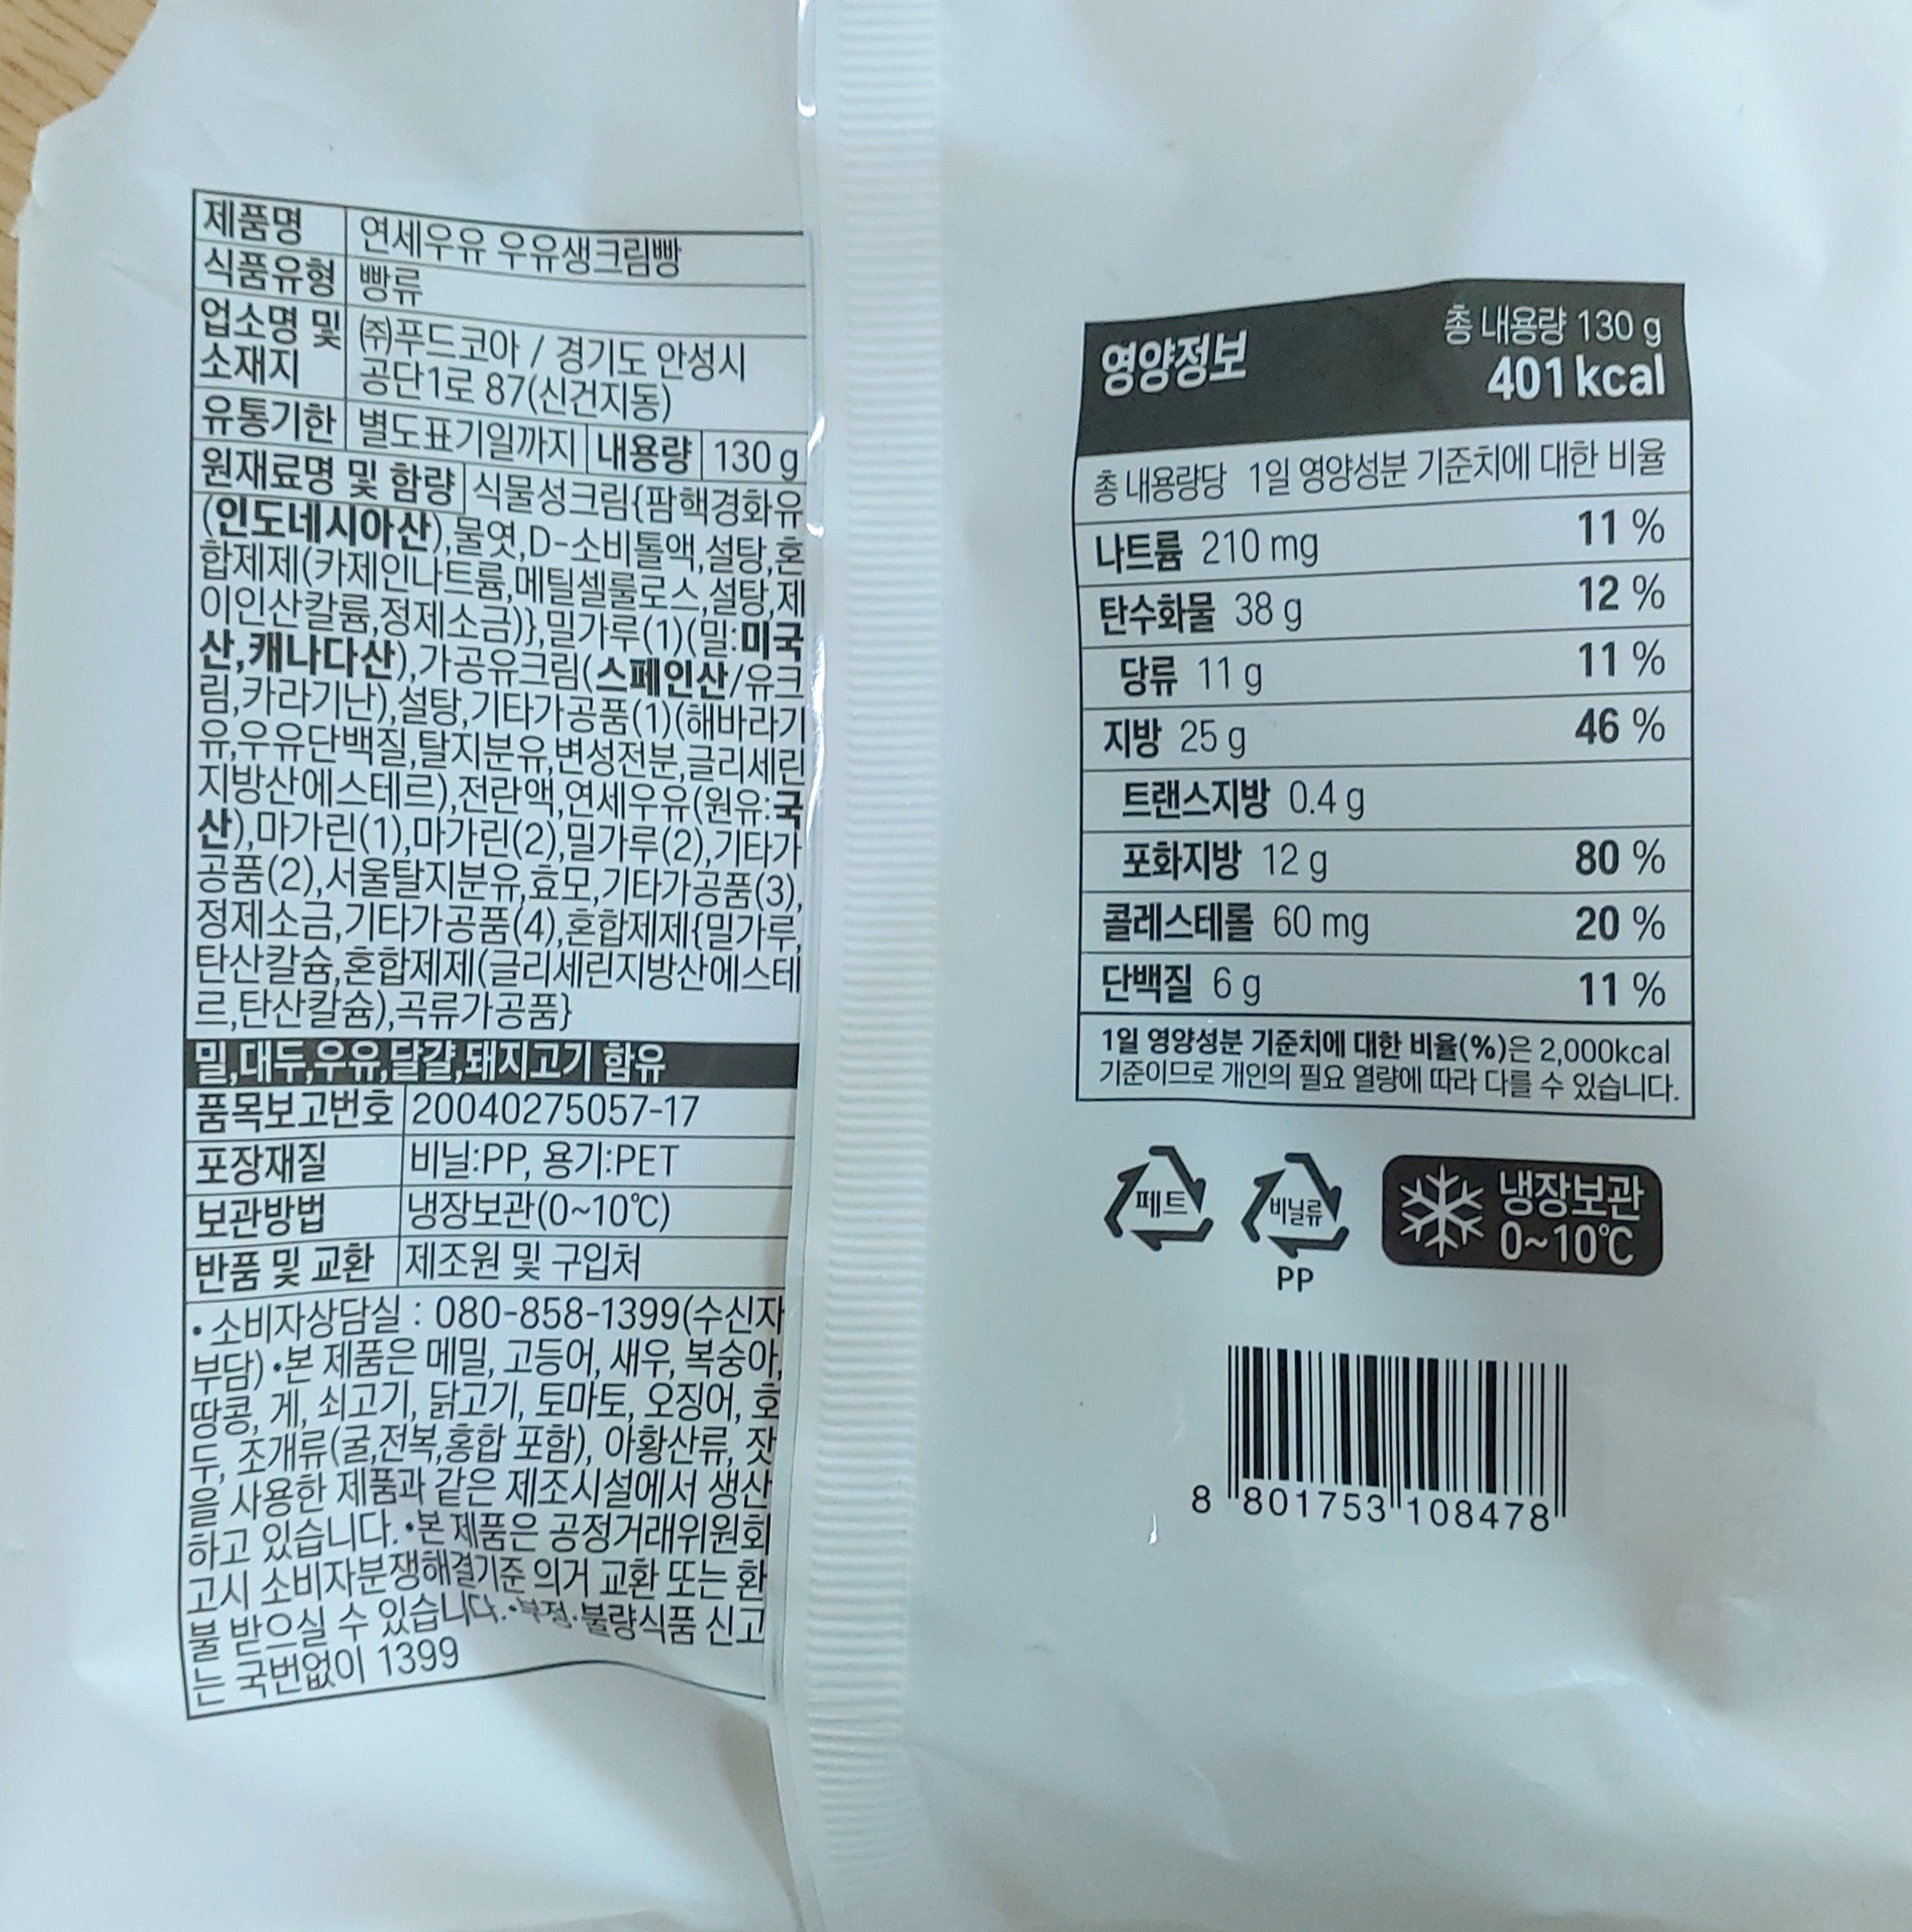 제품명 연세우유 우유생크림빵
식품유형 빵류
업소명 및 소재지 ㈜푸드코아 / 경기도 안성시
공단1로 87(신건지동)
유통기한 별도표기일까지 내용량 130 g
원재료명 및 함량 식물성크림{팜핵경화유
(인도네시아산),물엿,D-소비톨액,설탕,혼
합제제(카제인나트륨,메틸셀룰로스,설탕,제
이인산칼륨,정제소금)},밀가루(1)(밀:미국
산,캐나다산),가공유크림(스페인산/유크
림,카라기난),설탕,기타가공품(1)(해바라기
유,우유단백질,탈지분유,변성전분,글리세린
지방산에스테르),전란액,연세우유(원유:국
산),마가린(1),마가린(2),밀가루(2),기타가
공품(2),서울탈지분유,효모,기타가공품(3),
정제소금,기타가공품(4),혼합제제{밀가루,
탄산칼슘,혼합제제(글리세린지방산에스테
르,탄산칼슘),곡류가공품}
밀,대두,우유,달걀,돼지고기 함유
품목보고번호 20040275057-17
포장재질 비닐:PP, 용기:PET
보관방법 냉장보관(0~10℃)
반품 및 교환 제조원 및 구입처
• 소비자상담실 : 080-858-1399(수신자
부담) •본 제품은 메밀, 고등어, 새우, 복숭아,
땅콩, 게, 쇠고기, 닭고기, 토마토, 오징어, 호
두, 조개류(굴,전복,홍합 포함), 아황산류, 잣
을 사용한 제품과 같은 제조시설에서 생산
하고 있습니다. •본 제품은 공정거래위원회
고시 소비자분쟁해결기준 의거 교환 또는 환
불 받으실 수 있습니다. •부정·불량식품 신고
는 국번없이 1399
영양정보
총 내용량 130 g
401 kcal
총 내용량당 1일 영양성분 기준치에 대한 비율
나트륨 210 mg 11 %
탄수화물 38 g 12 %
당류 11 g 11 %
지방 25 g 46 %
트랜스지방 0.4 g
포화지방 12 g 80 %
콜레스테롤 60 mg 20 %
단백질 6 g 11 %
1일 영양성분 기준치에 대한 비율(%)은 2,000kcal
기준이므로 개인의 필요 열량에 따라 다를 수 있습니다.
페트
비닐류
PP
냉장보관
0~10℃
8 801753 108478